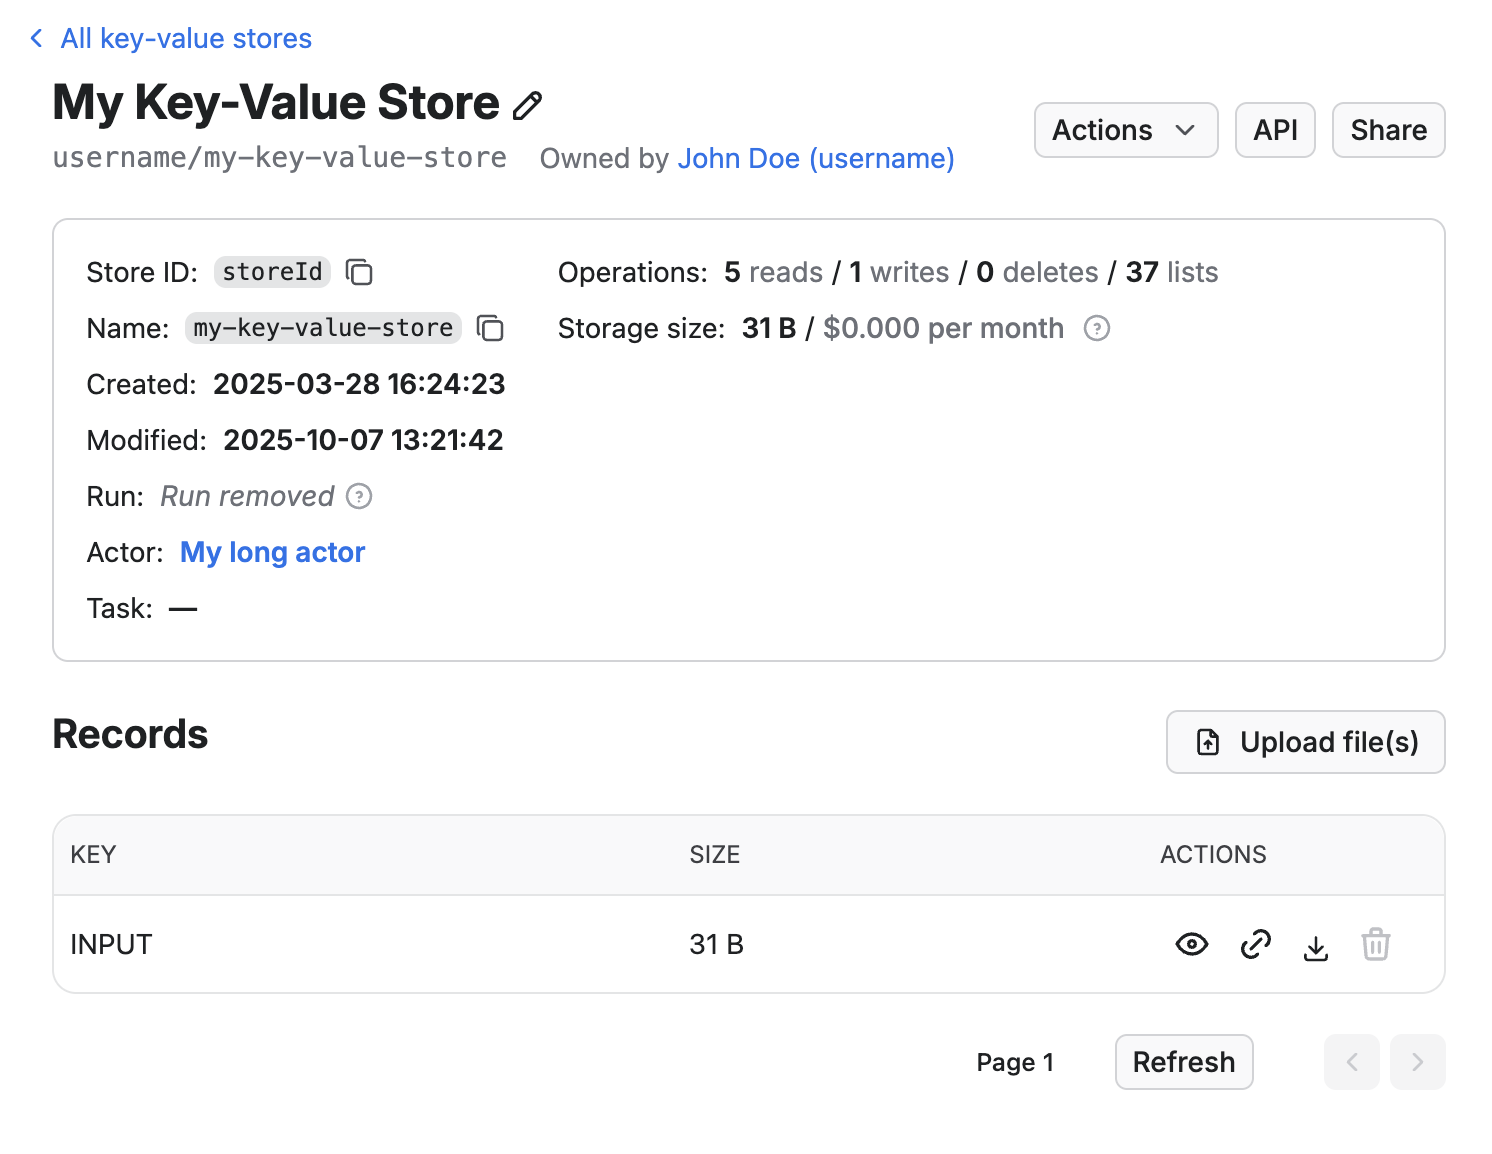 All key-value stores
My Key-Value Store
username/my-key-value-store Owned by John Doe (username)
Actions API Share
Store ID: storeId
Name: my-key-value-store
Created: 2025-03-28 16:24:23
Modified: 2025-10-07 13:21:42
Run: Run removed ?
Actor: My long actor
Task: —
Operations: 5 reads / 1 writes / 0 deletes / 37 lists
Storage size: 31 B / $0.000 per month ?
Records
Upload file(s)
KEY SIZE ACTIONS
INPUT 31 B
Page 1 Refresh